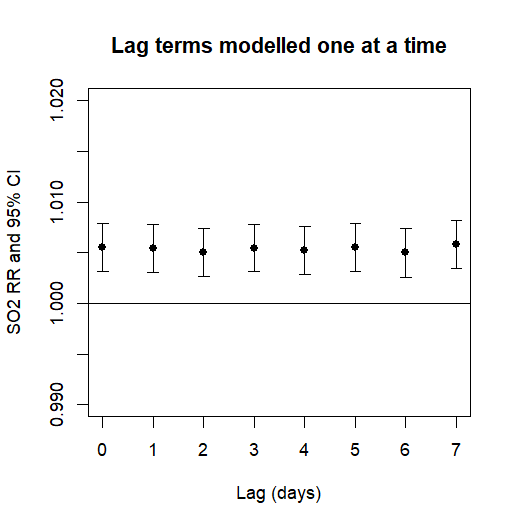 Lag terms modelled one at a time
SO2 RR and 95% CI
1.020
1.010
1.000
0.990
0 1 2 3 4 5 6 7
Lag (days)